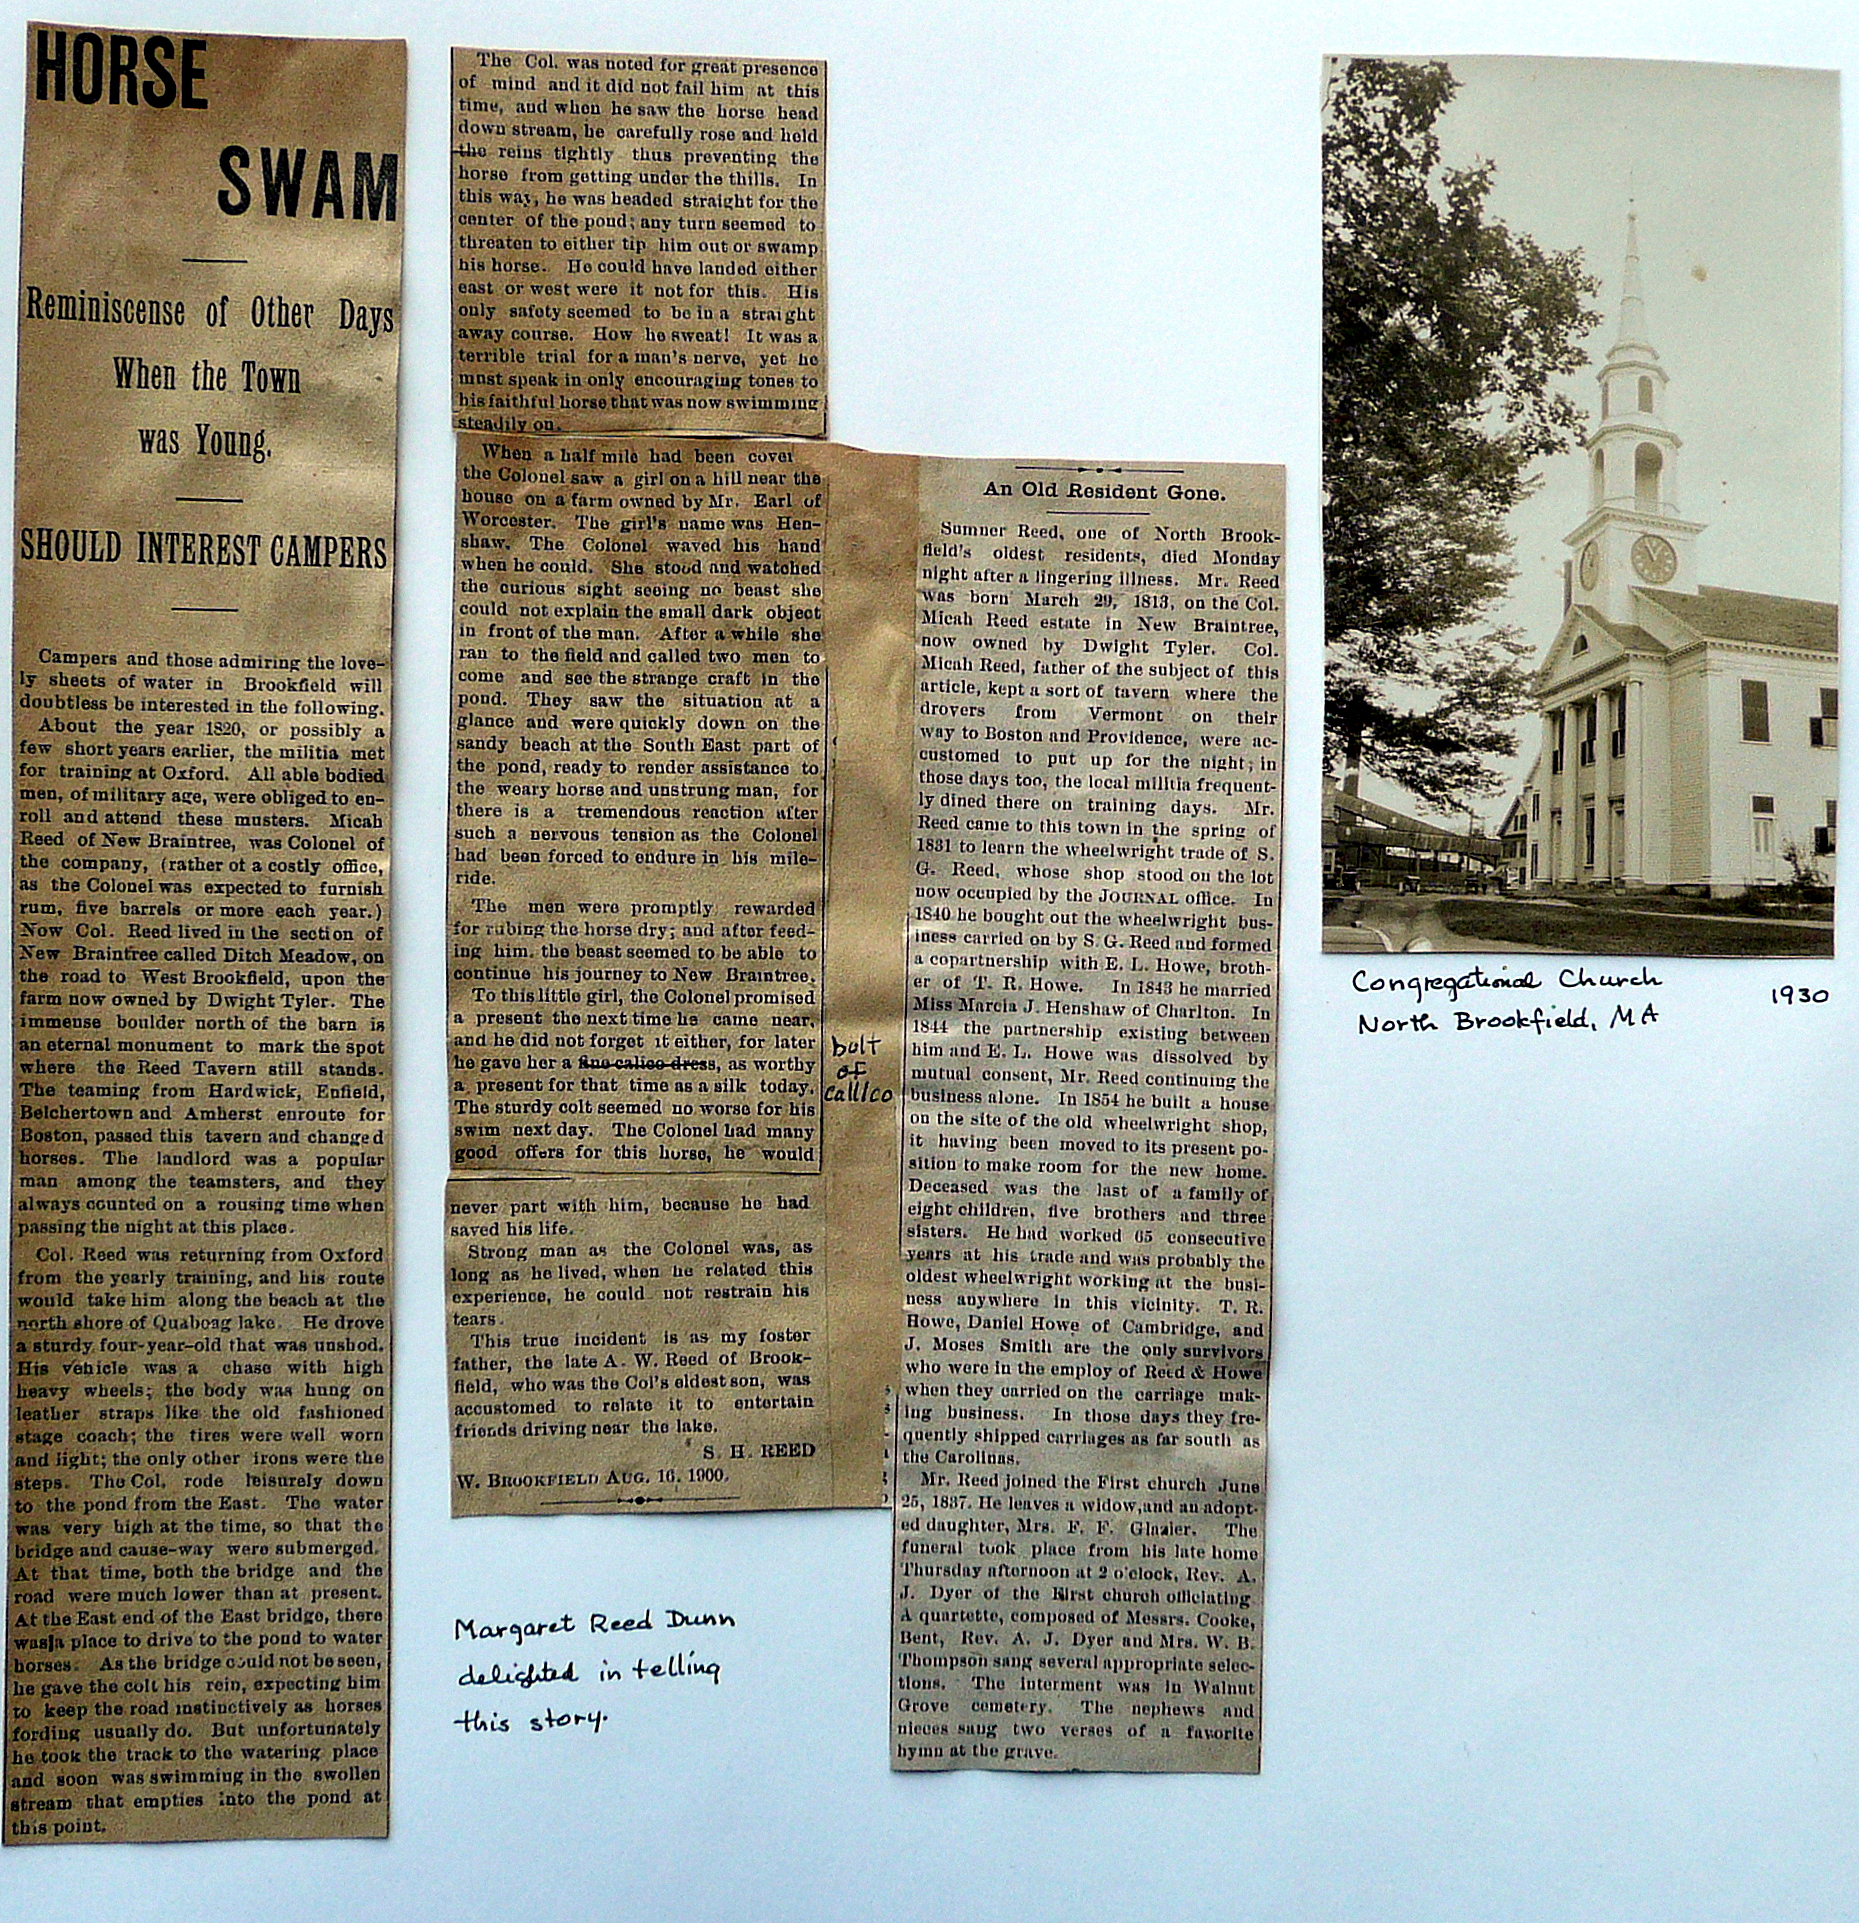 HORSE
SWAM
Reminiscense of Other Days
When the Town
was Young.
SHOULD INTEREST CAMPERS
Campers and those admiring the love-
ly sheets of water in Brookfield will
doubtless be interested in the following.
About the year 1820, or possibly a
few short years earlier, the militia met
for training at Oxford. All able bodied
men, of military age, were obliged to en-
roll and attend these musters. Micah
Reed of New Braintree, was Colonel of
the company, (rather of a costly office,
as the Colonel was expected to furnish
rum, five barrels or more each year.)
Now Col. Reed lived in the section of
New Braintree called Ditch Meadow, on
the road to West Brookfield, upon the
farm now owned by Dwight Tyler. The
immense boulder north of the barn is
an eternal monument to mark the spot
where the Reed Tavern still stands.
The teaming from Hardwick, Enfield,
Belchertown and Amherst enroute for
Boston, passed this tavern and changed
horses. The landlord was a popular
man among the teamsters, and they
always counted on a rousing time when
passing the night at this place.
Col. Reed was returning from Oxford
from the yearly training, and his route
would take him along the beach at the
north shore of Quaboag lake. He drove
a sturdy four-year-old that was unshod.
His vehicle was a chase with high
heavy wheels; the body was hung on
leather straps like the old fashioned
stage coach; the tires were well worn
and light; the only other irons were the
steps. The Col. rode leisurely down
to the pond from the East. The water
was very high at the time, so that the
bridge and cause-way were submerged.
At that time, both the bridge and the
road were much lower than at present.
At the East end of the East bridge, there
was a place to drive to the pond to water
horses. As the bridge could not be seen,
he gave the colt his rein, expecting him
to keep the road instinctively as horses
fording usually do. But unfortunately
he took the track to the watering place
and soon was swimming in the swollen
stream that empties into the pond at
this point.
The Col. was noted for great presence
of mind and it did not fail him at this
time, and when he saw the horse head
down stream, he carefully rose and held
the reins tightly thus preventing the
horse from getting under the thills. In
this way, he was headed straight for the
center of the pond; any turn seemed to
threaten to either tip him out or swamp
his horse. He could have landed either
east or west were it not for this. His
only safety seemed to be in a straight
away course. How he sweat! It was a
terrible trial for a man's nerve, yet he
must speak in only encouraging tones to
his faithful horse that was now swimming
steadily on.
When a half mile had been cover
the Colonel saw a girl on a hill near the
house on a farm owned by Mr. Earl of
Worcester. The girl's name was Hen-
shaw. The Colonel waved his hand
when he could. She stood and watched
the curious sight seeing no beast she
could not explain the small dark object
in front of the man. After a while she
ran to the field and called two men to
come and see the strange craft in the
pond. They saw the situation at a
glance and were quickly down on the
sandy beach at the South East part of
the pond, ready to render assistance to
the weary horse and unstrung man, for
there is a tremendous reaction after
such a nervous tension as the Colonel
had been forced to endure in his mile-
ride.
The men were promptly rewarded
for rubing the horse dry; and after feed-
ing him, the beast seemed to be able to
continue his journey to New Braintree.
To this little girl, the Colonel promised
a present the next time he came near,
and he did not forget it either, for later
he gave her a fine calico dress, as worthy
a present for that time as a silk today.
The sturdy colt seemed no worse for his
swim next day. The Colonel had many
good offers for this horse, he would
bolt
of
callico
never part with him, because he had
saved his life.
Strong man as the Colonel was, as
long as he lived, when he related this
experience, he could not restrain his
tears.
This true incident is as my foster
father, the late A. W. Reed of Brook-
field, who was the Col's eldest son, was
accustomed to relate it to entertain
friends driving near the lake.
S. H. REED
W. BROOKFIELD AUG. 16, 1900.
Margaret Reed Dunn
delighted in telling
this story.
An Old Resident Gone.
Sumner Reed, one of North Brook-
field's oldest residents, died Monday
night after a lingering illness. Mr. Reed
was born March 29, 1813, on the Col.
Micah Reed estate in New Braintree,
now owned by Dwight Tyler. Col.
Micah Reed, father of the subject of this
article, kept a sort of tavern where the
drovers from Vermont on their
way to Boston and Providence, were ac-
customed to put up for the night; in
those days too, the local militia frequent-
ly dined there on training days. Mr.
Reed came to this town in the spring of
1831 to learn the wheelwright trade of S.
G. Reed, whose shop stood on the lot
now occupied by the JOURNAL office. In
1840 he bought out the wheelwright bus-
iness carried on by S. G. Reed and formed
a copartnership with E. L. Howe, broth-
er of T. R. Howe. In 1843 he married
Miss Marcia J. Henshaw of Charlton. In
1844 the partnership existing between
him and E. L. Howe was dissolved by
mutual consent, Mr. Reed continuing the
business alone. In 1854 he built a house
on the site of the old wheelwright shop,
it having been moved to its present po-
sition to make room for the new home.
Deceased was the last of a family of
eight children, five brothers and three
sisters. He had worked 65 consecutive
years at his trade and was probably the
oldest wheelwright working at the busi-
ness anywhere in this vicinity. T. R.
Howe, Daniel Howe of Cambridge, and
J. Moses Smith are the only survivors
who were in the employ of Reed & Howe
when they carried on the carriage mak-
ing business. In those days they fre-
quently shipped carriages as far south as
the Carolinas.
Mr. Reed joined the First church June
25, 1837. He leaves a widow, and an adopt-
ed daughter, Mrs. F. F. Glazier. The
funeral took place from his late home
Thursday afternoon at 2 o'clock, Rev. A.
J. Dyer of the First church officiating
A quartette, composed of Messrs. Cooke,
Bent, Rev. A. J. Dyer and Mrs. W. B.
Thompson sang several appropriate selec-
tions. The interment was in Walnut
Grove cemetery. The nephews and
nieces sang two verses of a favorite
hymn at the grave.
Congregational Church
North Brookfield, MA
1930